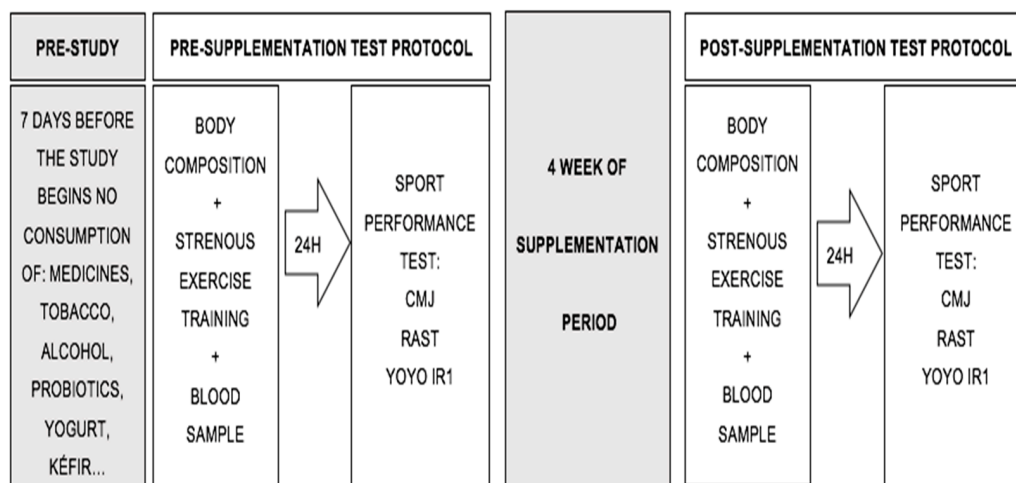 PRE-STUDY
7 DAYS BEFORE
THE STUDY
BEGINS NO
CONSUMPTION
OF: MEDICINES,
TOBACCO,
ALCOHOL,
PROBIOTICS,
YOGURT,
KÉFIR...
PRE-SUPPLEMENTATION TEST PROTOCOL
BODY
COMPOSITION
+
STRENOUS
EXERCISE
TRAINING
+
BLOOD
SAMPLE
24H
SPORT
PERFORMANCE
TEST:
CMJ
RAST
YOYO IR1
4 WEEK OF
SUPPLEMENTATION
PERIOD
POST-SUPPLEMENTATION TEST PROTOCOL
BODY
COMPOSITION
+
STRENOUS
EXERCISE
TRAINING
+
BLOOD
SAMPLE
24H
SPORT
PERFORMANCE
TEST:
CMJ
RAST
YOYO IR1